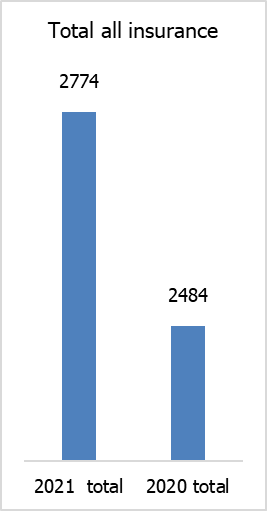 Total all insurance
2774
2484
2021  total
2020 total